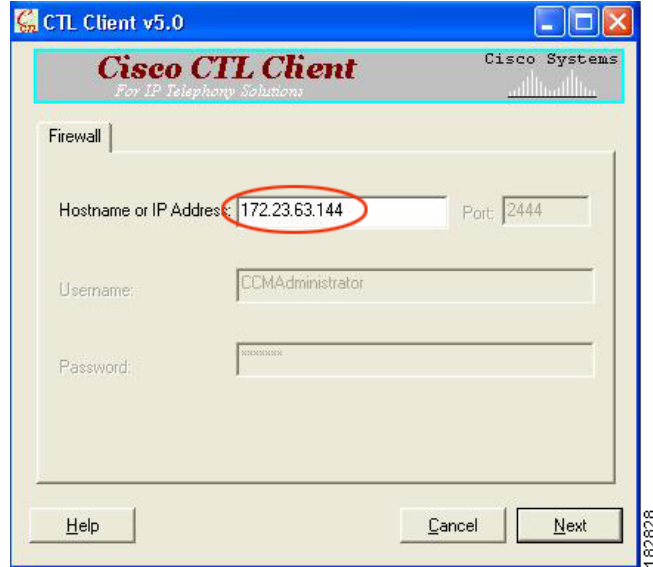 CTL Client v5.0
Cisco CTL Client
For IP Telephony Solutions
Cisco Systems
Firewall
Hostname or IP Address: 172.23.63.144
Port: 2444
Username: CCMAdministrator
Password: xxxxxxx
Help
Cancel
Next
182828